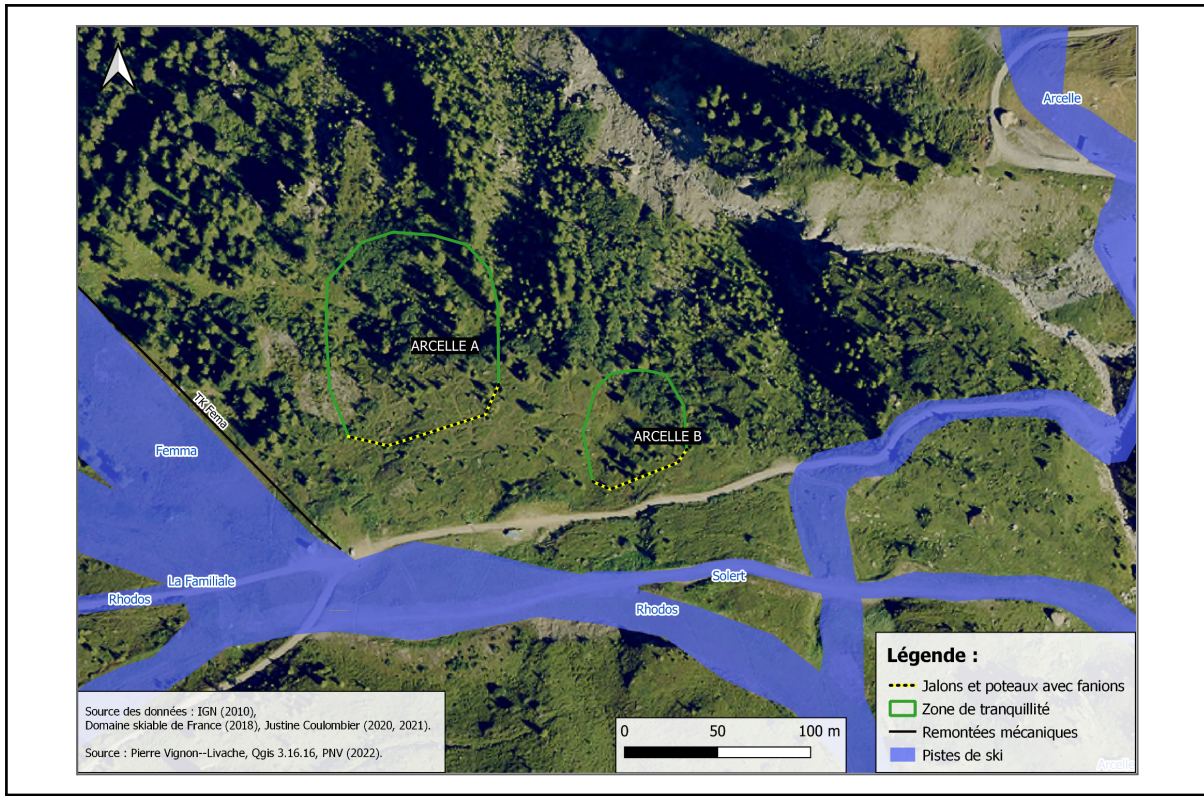 Arcelle
ARCELLE A
TK Fema
ARCELLE B
Femma
La Familiale
Solert
Rhodos
Rhodos
Légende :
Jalons et poteaux avec fanions
Zone de tranquillité
Remontées mécaniques
Pistes de ski
Arcelle
Source des données : IGN (2010),
Domaine skiable de France (2018), Justine Coulombier (2020, 2021).
Source : Pierre Vignon--Livache, Qgis 3.16.16, PNV (2022).
0 50 100 m